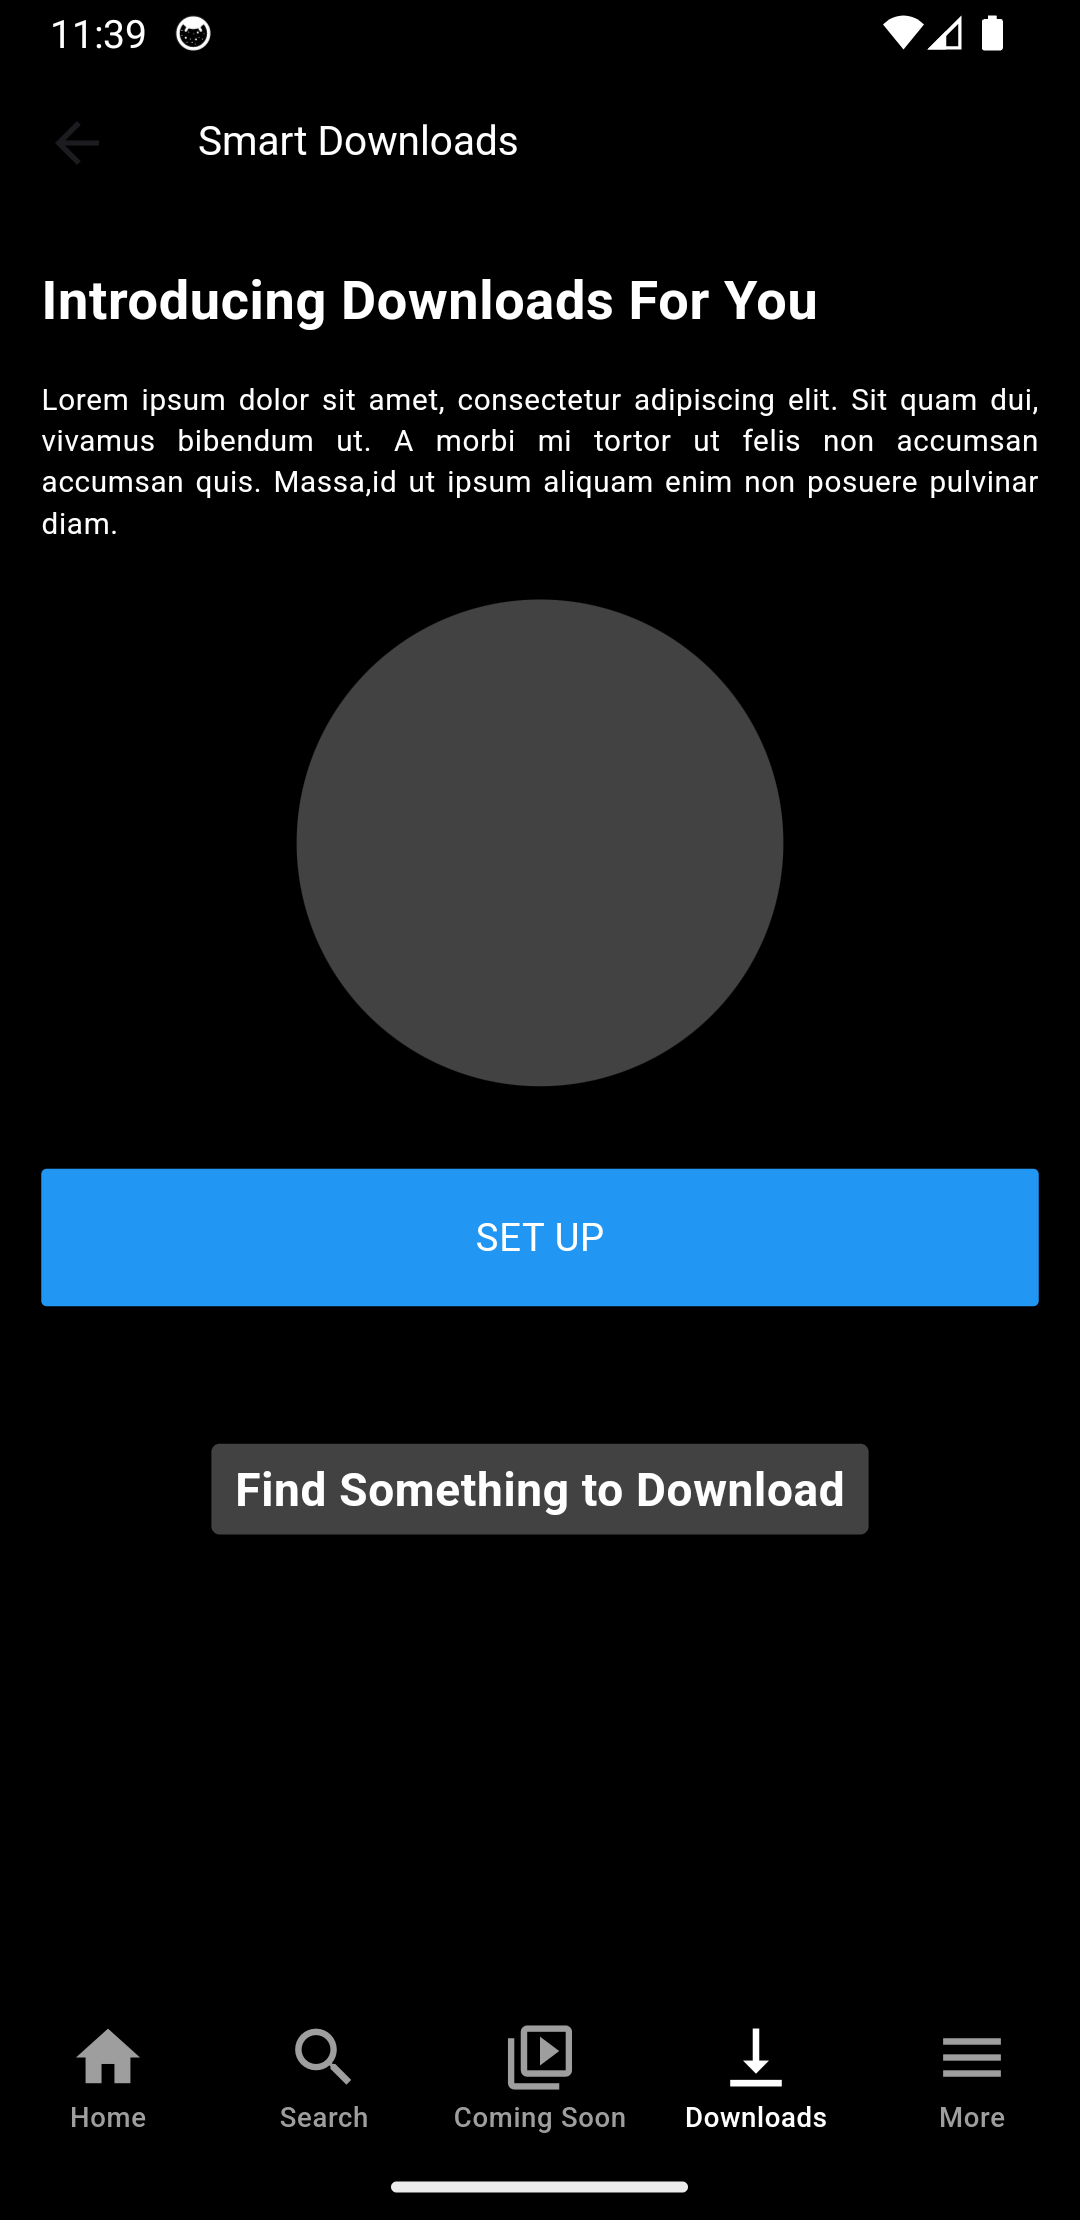 11:39
Smart Downloads
Introducing Downloads For You
Lorem ipsum dolor sit amet, consectetur adipiscing elit. Sit quam dui,
vivamus bibendum ut. A morbi mi tortor ut felis non accumsan
accumsan quis. Massa,id ut ipsum aliquam enim non posuere pulvinar
diam.
SET UP
Find Something to Download
Home
Search
Coming Soon
Downloads
More